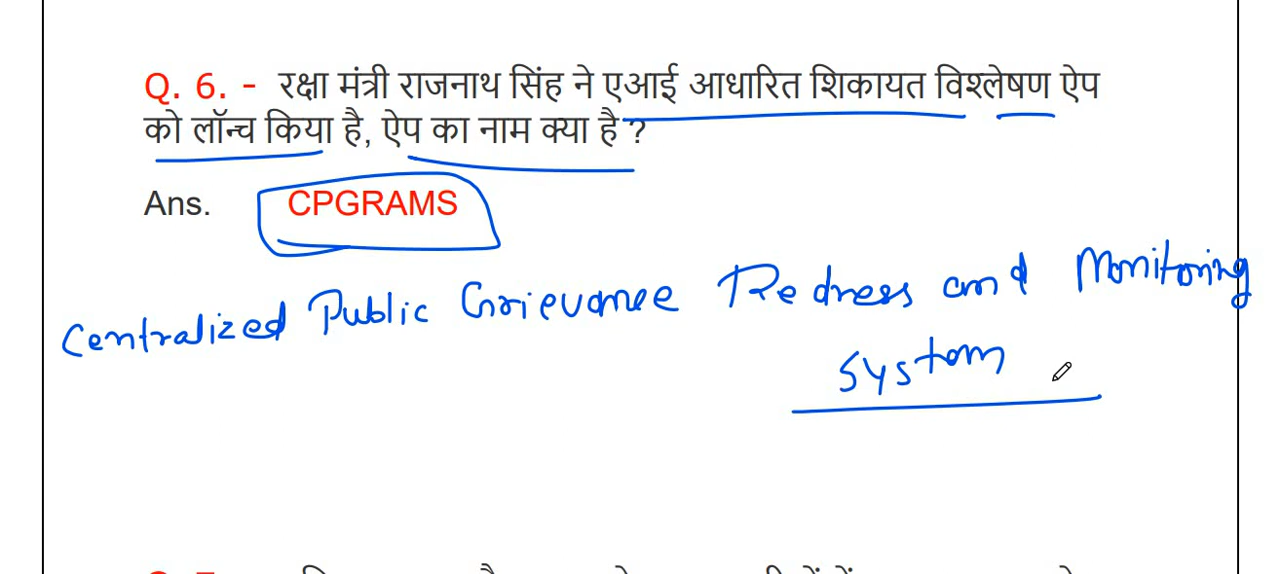 Q. 6. - रक्षा मंत्री राजनाथ सिंह ने एआई आधारित शिकायत विश्लेषण ऐप
को लॉन्च किया है, ऐप का नाम क्या है ?
Ans. CPGRAMS
Centralized Public Grievance Redress and Monitoring
System